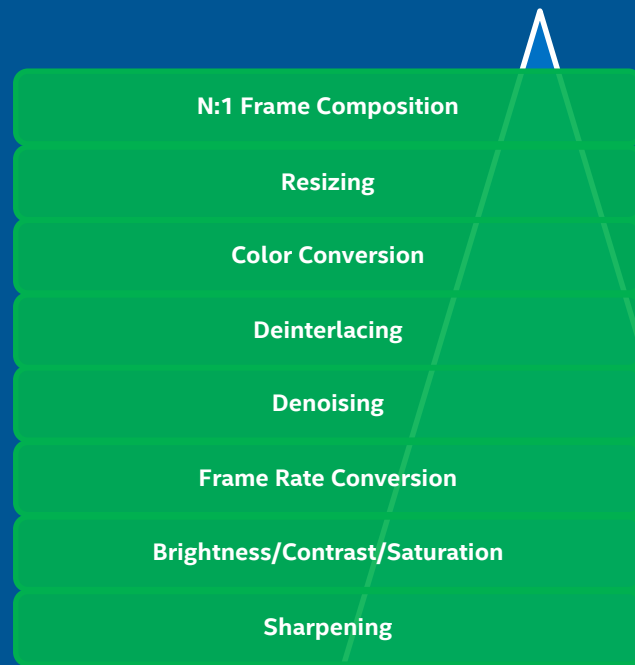 N:1 Frame Composition
Resizing
Color Conversion
Deinterlacing
Denoising
Frame Rate Conversion
Brightness/Contrast/Saturation
Sharpening